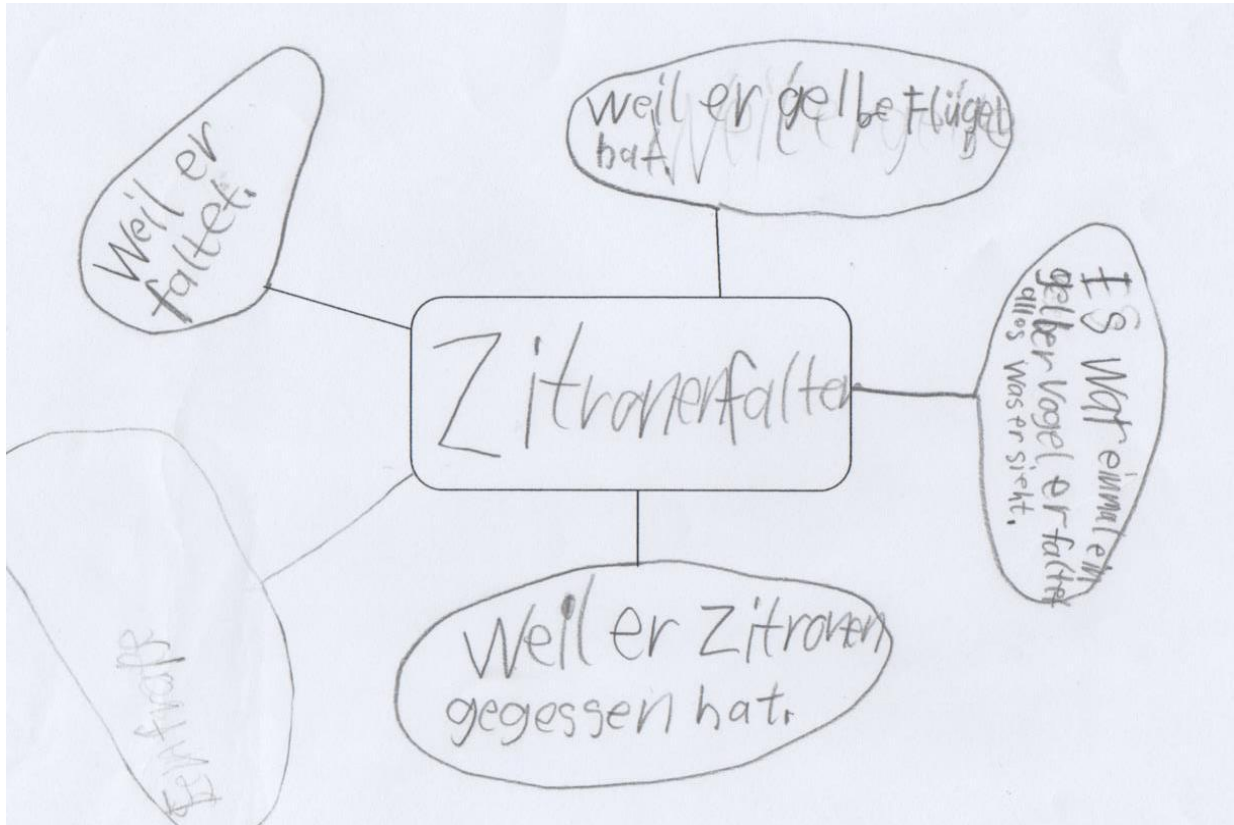 Weil er
faltet.
Weil er gelbe Flügel
hat.
Zitronenfalter
Es war einmal ein
gelber Vogel er faltet
alles was er sieht.
Weil er Zitronen
gegessen hat.